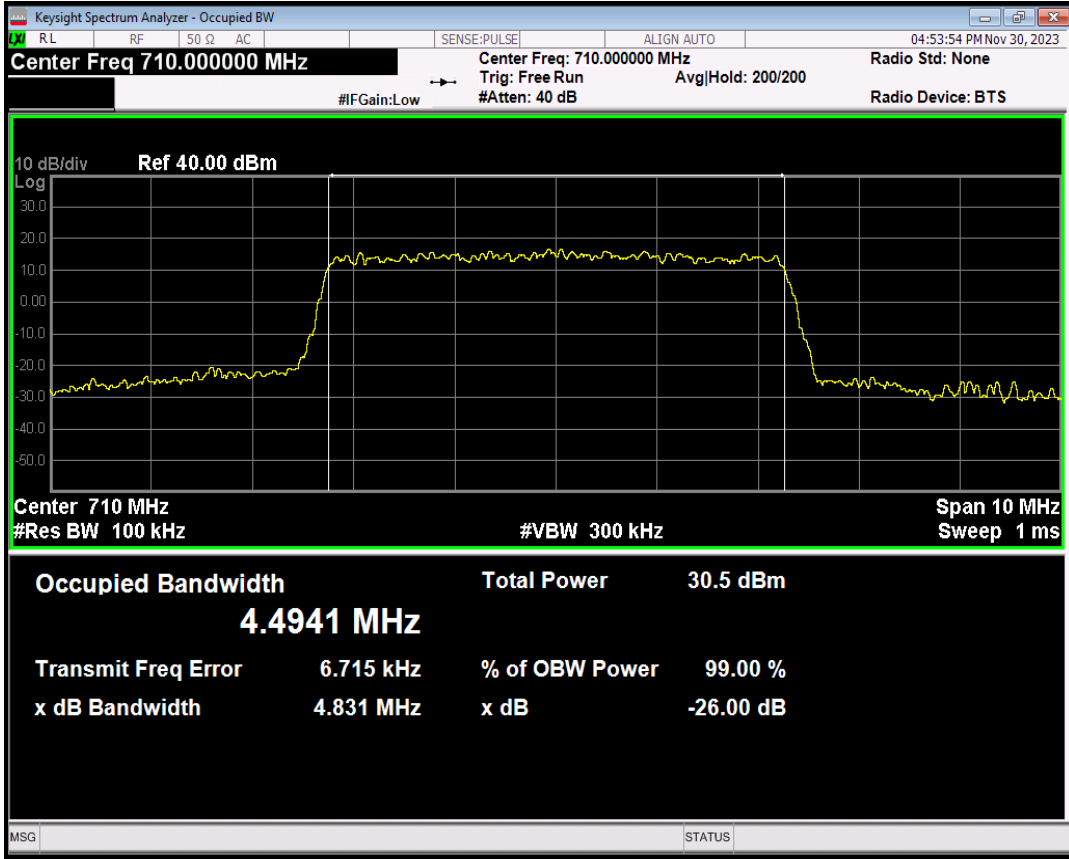 Keysight Spectrum Analyzer - Occupied BW
LXI RL RF 50 Ω AC SENSE:PULSE ALIGN AUTO 04:53:54 PM Nov 30, 2023
Center Freq 710.000000 MHz Center Freq: 710.000000 MHz Radio Std: None
Trig: Free Run Avg|Hold: 200/200
#IFGain:Low #Atten: 40 dB Radio Device: BTS
10 dB/div Ref 40.00 dBm
Log
30.0
20.0
10.0
0.00
-10.0
-20.0
-30.0
-40.0
-50.0
Center 710 MHz Span 10 MHz
#Res BW 100 kHz #VBW 300 kHz Sweep 1 ms
Occupied Bandwidth Total Power 30.5 dBm
4.4941 MHz
Transmit Freq Error 6.715 kHz % of OBW Power 99.00 %
x dB Bandwidth 4.831 MHz x dB -26.00 dB
MSG STATUS